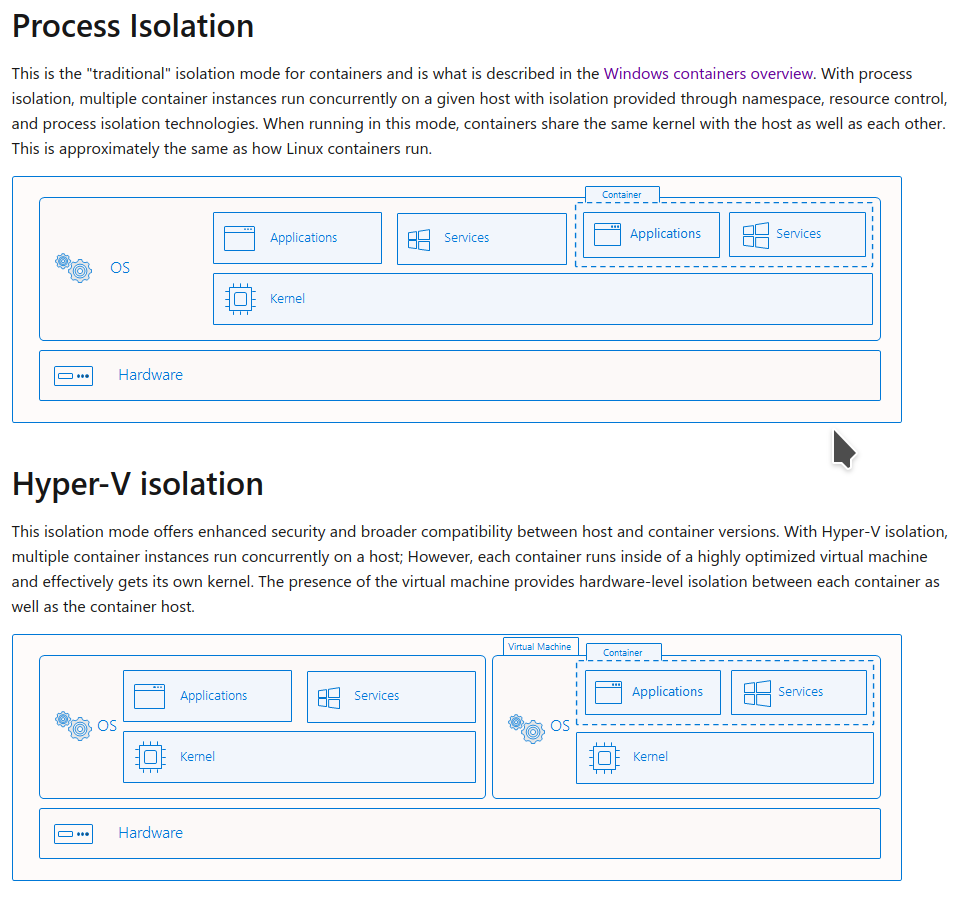 Process Isolation
This is the "traditional" isolation mode for containers and is what is described in the Windows containers overview. With process
isolation, multiple container instances run concurrently on a given host with isolation provided through namespace, resource control,
and process isolation technologies. When running in this mode, containers share the same kernel with the host as well as each other.
This is approximately the same as how Linux containers run.
Container
Applications
Services
Applications
Services
OS
Kernel
Hardware
Hyper-V isolation
This isolation mode offers enhanced security and broader compatibility between host and container versions. With Hyper-V isolation,
multiple container instances run concurrently on a host; However, each container runs inside of a highly optimized virtual machine
and effectively gets its own kernel. The presence of the virtual machine provides hardware-level isolation between each container as
well as the container host.
Virtual Machine
Container
Applications
Services
Applications
Services
OS
OS
Kernel
Kernel
Hardware